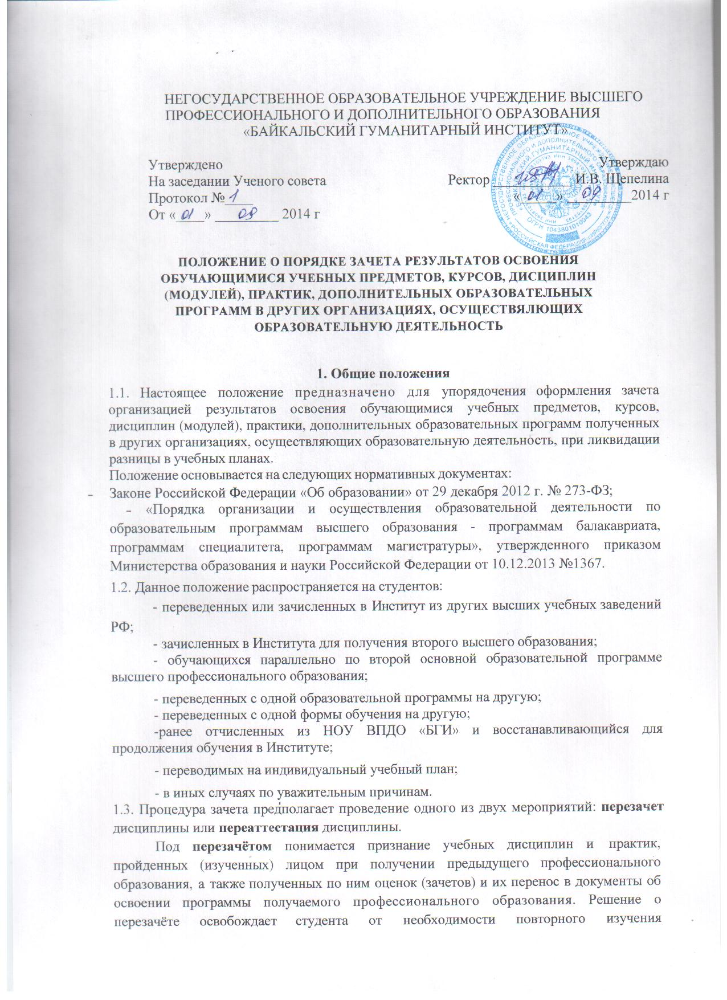 НЕГОСУДАРСТВЕННОЕ ОБРАЗОВАТЕЛЬНОЕ УЧРЕЖДЕНИЕ ВЫСШЕГО
ПРОФЕССИОНАЛЬНОГО И ДОПОЛНИТЕЛЬНОГО ОБРАЗОВАНИЯ
«БАЙКАЛЬСКИЙ ГУМАНИТАРНЫЙ ИНСТИТУТ»
Утверждено
На заседании Ученого совета
Протокол № 1
От « 01 » 09 2014 г
Утверждаю
Ректор И.В. Щепелина
« 01 » 09 2014 г
ОГРН 1043801010043
РОССИЙСКАЯ ФЕДЕРАЦИЯ
ПОЛОЖЕНИЕ О ПОРЯДКЕ ЗАЧЕТА РЕЗУЛЬТАТОВ ОСВОЕНИЯ
ОБУЧАЮЩИМИСЯ УЧЕБНЫХ ПРЕДМЕТОВ, КУРСОВ, ДИСЦИПЛИН
(МОДУЛЕЙ), ПРАКТИК, ДОПОЛНИТЕЛЬНЫХ ОБРАЗОВАТЕЛЬНЫХ
ПРОГРАММ В ДРУГИХ ОРГАНИЗАЦИЯХ, ОСУЩЕСТВЯЛЮЩИХ
ОБРАЗОВАТЕЛЬНУЮ ДЕЯТЕЛЬНОСТЬ
1. Общие положения
1.1. Настоящее положение предназначено для упорядочения оформления зачета
организацией результатов освоения обучающимися учебных предметов, курсов,
дисциплин (модулей), практики, дополнительных образовательных программ полученных
в других организациях, осуществляющих образовательную деятельность, при ликвидации
разницы в учебных планах.
Положение основывается на следующих нормативных документах:
- Законе Российской Федерации «Об образовании» от 29 декабря 2012 г. № 273-ФЗ;
- «Порядка организации и осуществления образовательной деятельности по
образовательным программам высшего образования - программам балакавриата,
программам специалитета, программам магистратуры», утвержденного приказом
Министерства образования и науки Российской Федерации от 10.12.2013 №1367.
1.2. Данное положение распространяется на студентов:
- переведенных или зачисленных в Институт из других высших учебных заведений
РФ;
- зачисленных в Института для получения второго высшего образования;
- обучающихся параллельно по второй основной образовательной программе
высшего профессионального образования;
- переведенных с одной образовательной программы на другую;
- переведенных с одной формы обучения на другую;
-ранее отчисленных из НОУ ВПДО «БГИ» и восстанавливающийся для
продолжения обучения в Институте;
- переводимых на индивидуальный учебный план;
- в иных случаях по уважительным причинам.
1.3. Процедура зачета предполагает проведение одного из двух мероприятий: перезачет
дисциплины или переаттестация дисциплины.
Под перезачётом понимается признание учебных дисциплин и практик,
пройденных (изученных) лицом при получении предыдущего профессионального
образования, а также полученных по ним оценок (зачетов) и их перенос в документы об
освоении программы получаемого профессионального образования. Решение о
перезачёте освобождает студента от необходимости повторного изучения